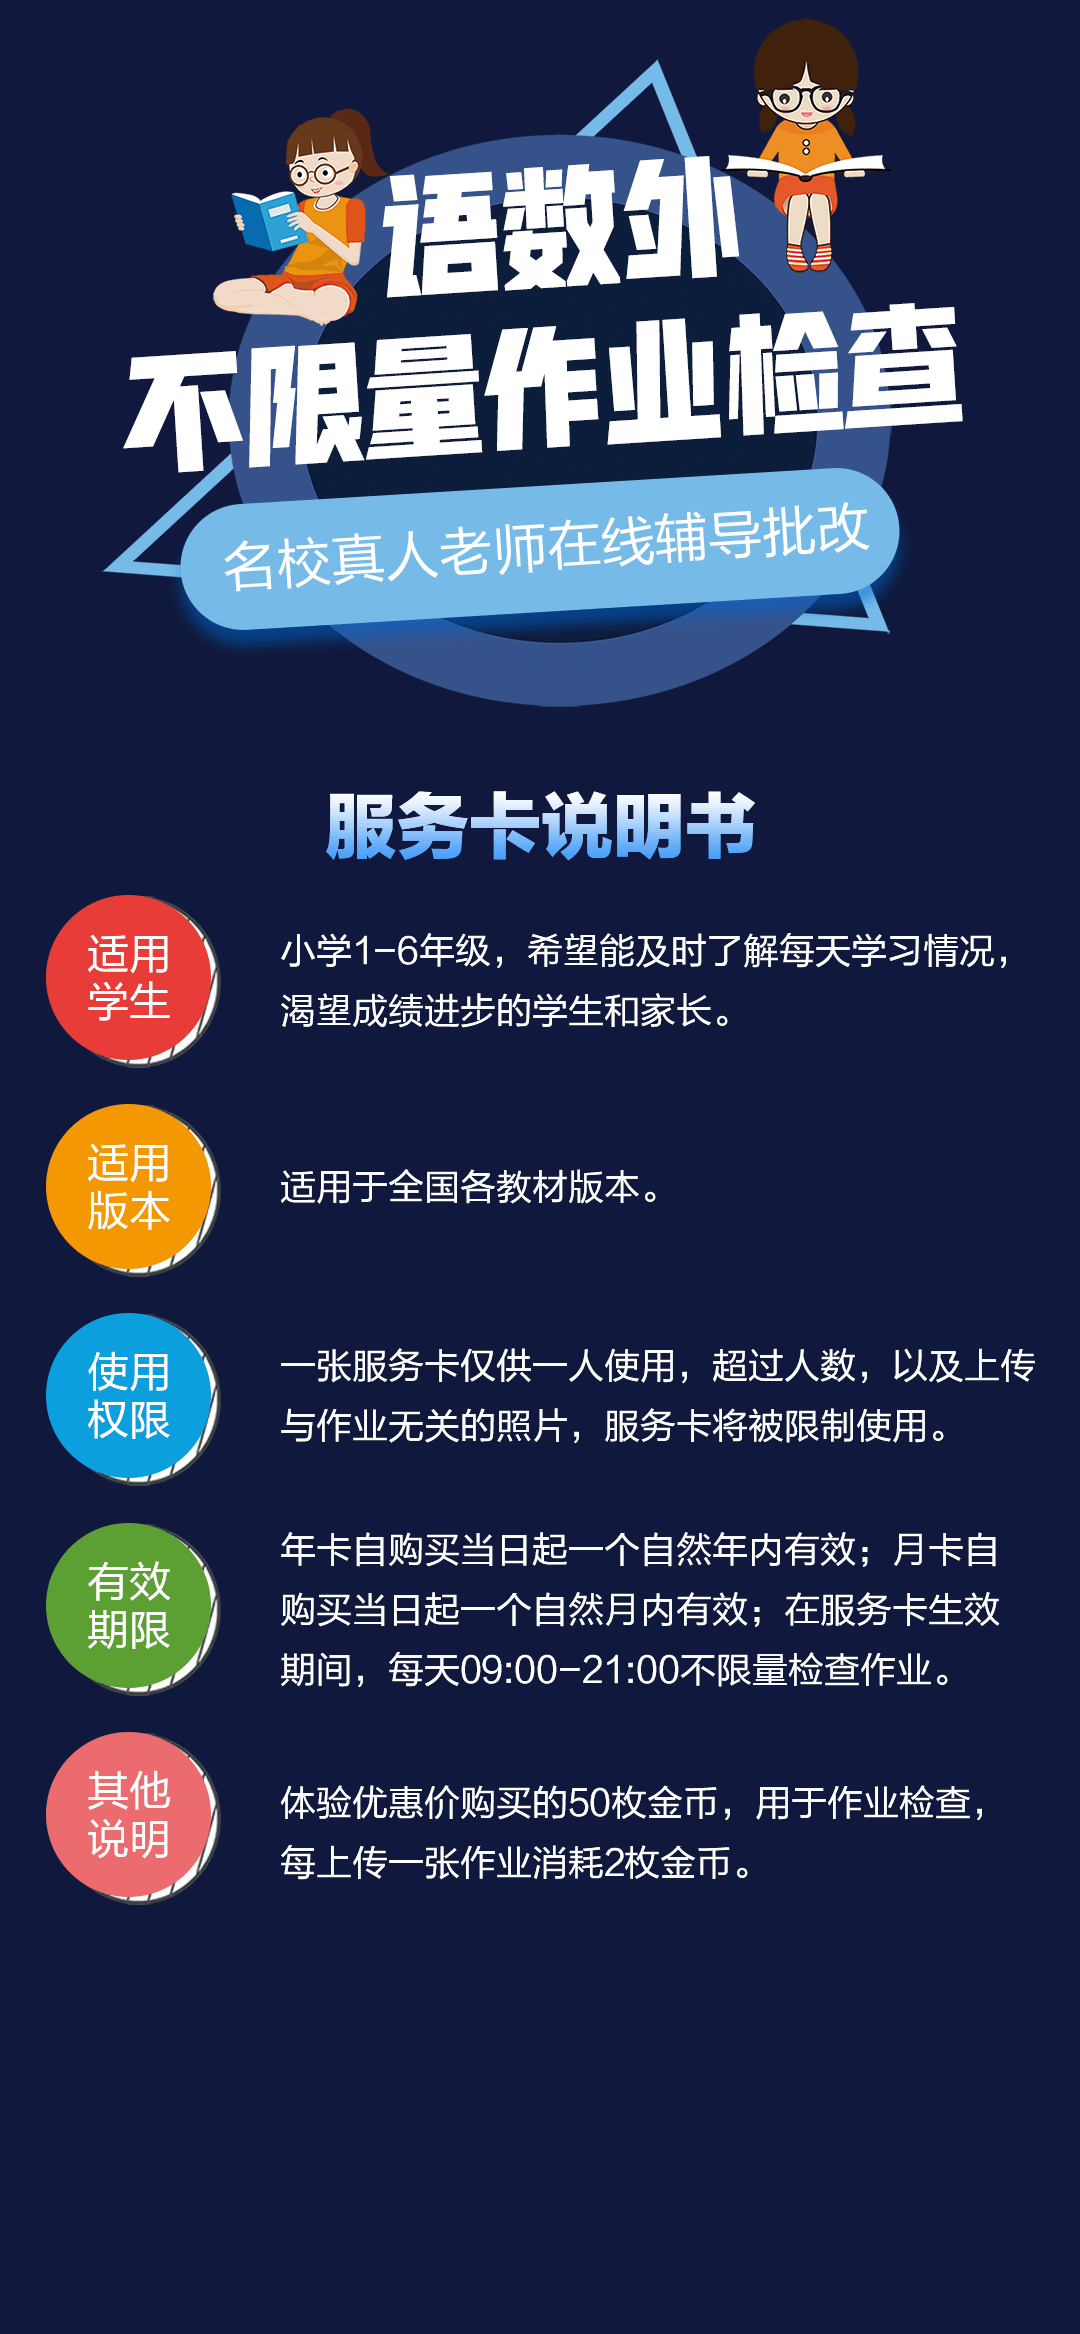 语数外
不限量作业检查
名校真人老师在线辅导批改
服务卡说明书
适用
学生
小学1-6年级，希望能及时了解每天学习情况，
渴望成绩进步的学生和家长。
适用
版本
适用于全国各教材版本。
使用
权限
一张服务卡仅供一人使用，超过人数，以及上传
与作业无关的照片，服务卡将被限制使用。
有效
期限
年卡自购买当日起一个自然年内有效；月卡自
购买当日起一个自然月内有效；在服务卡生效
期间，每天09:00-21:00不限量检查作业。
其他
说明
体验优惠价购买的50枚金币，用于作业检查，
每上传一张作业消耗2枚金币。